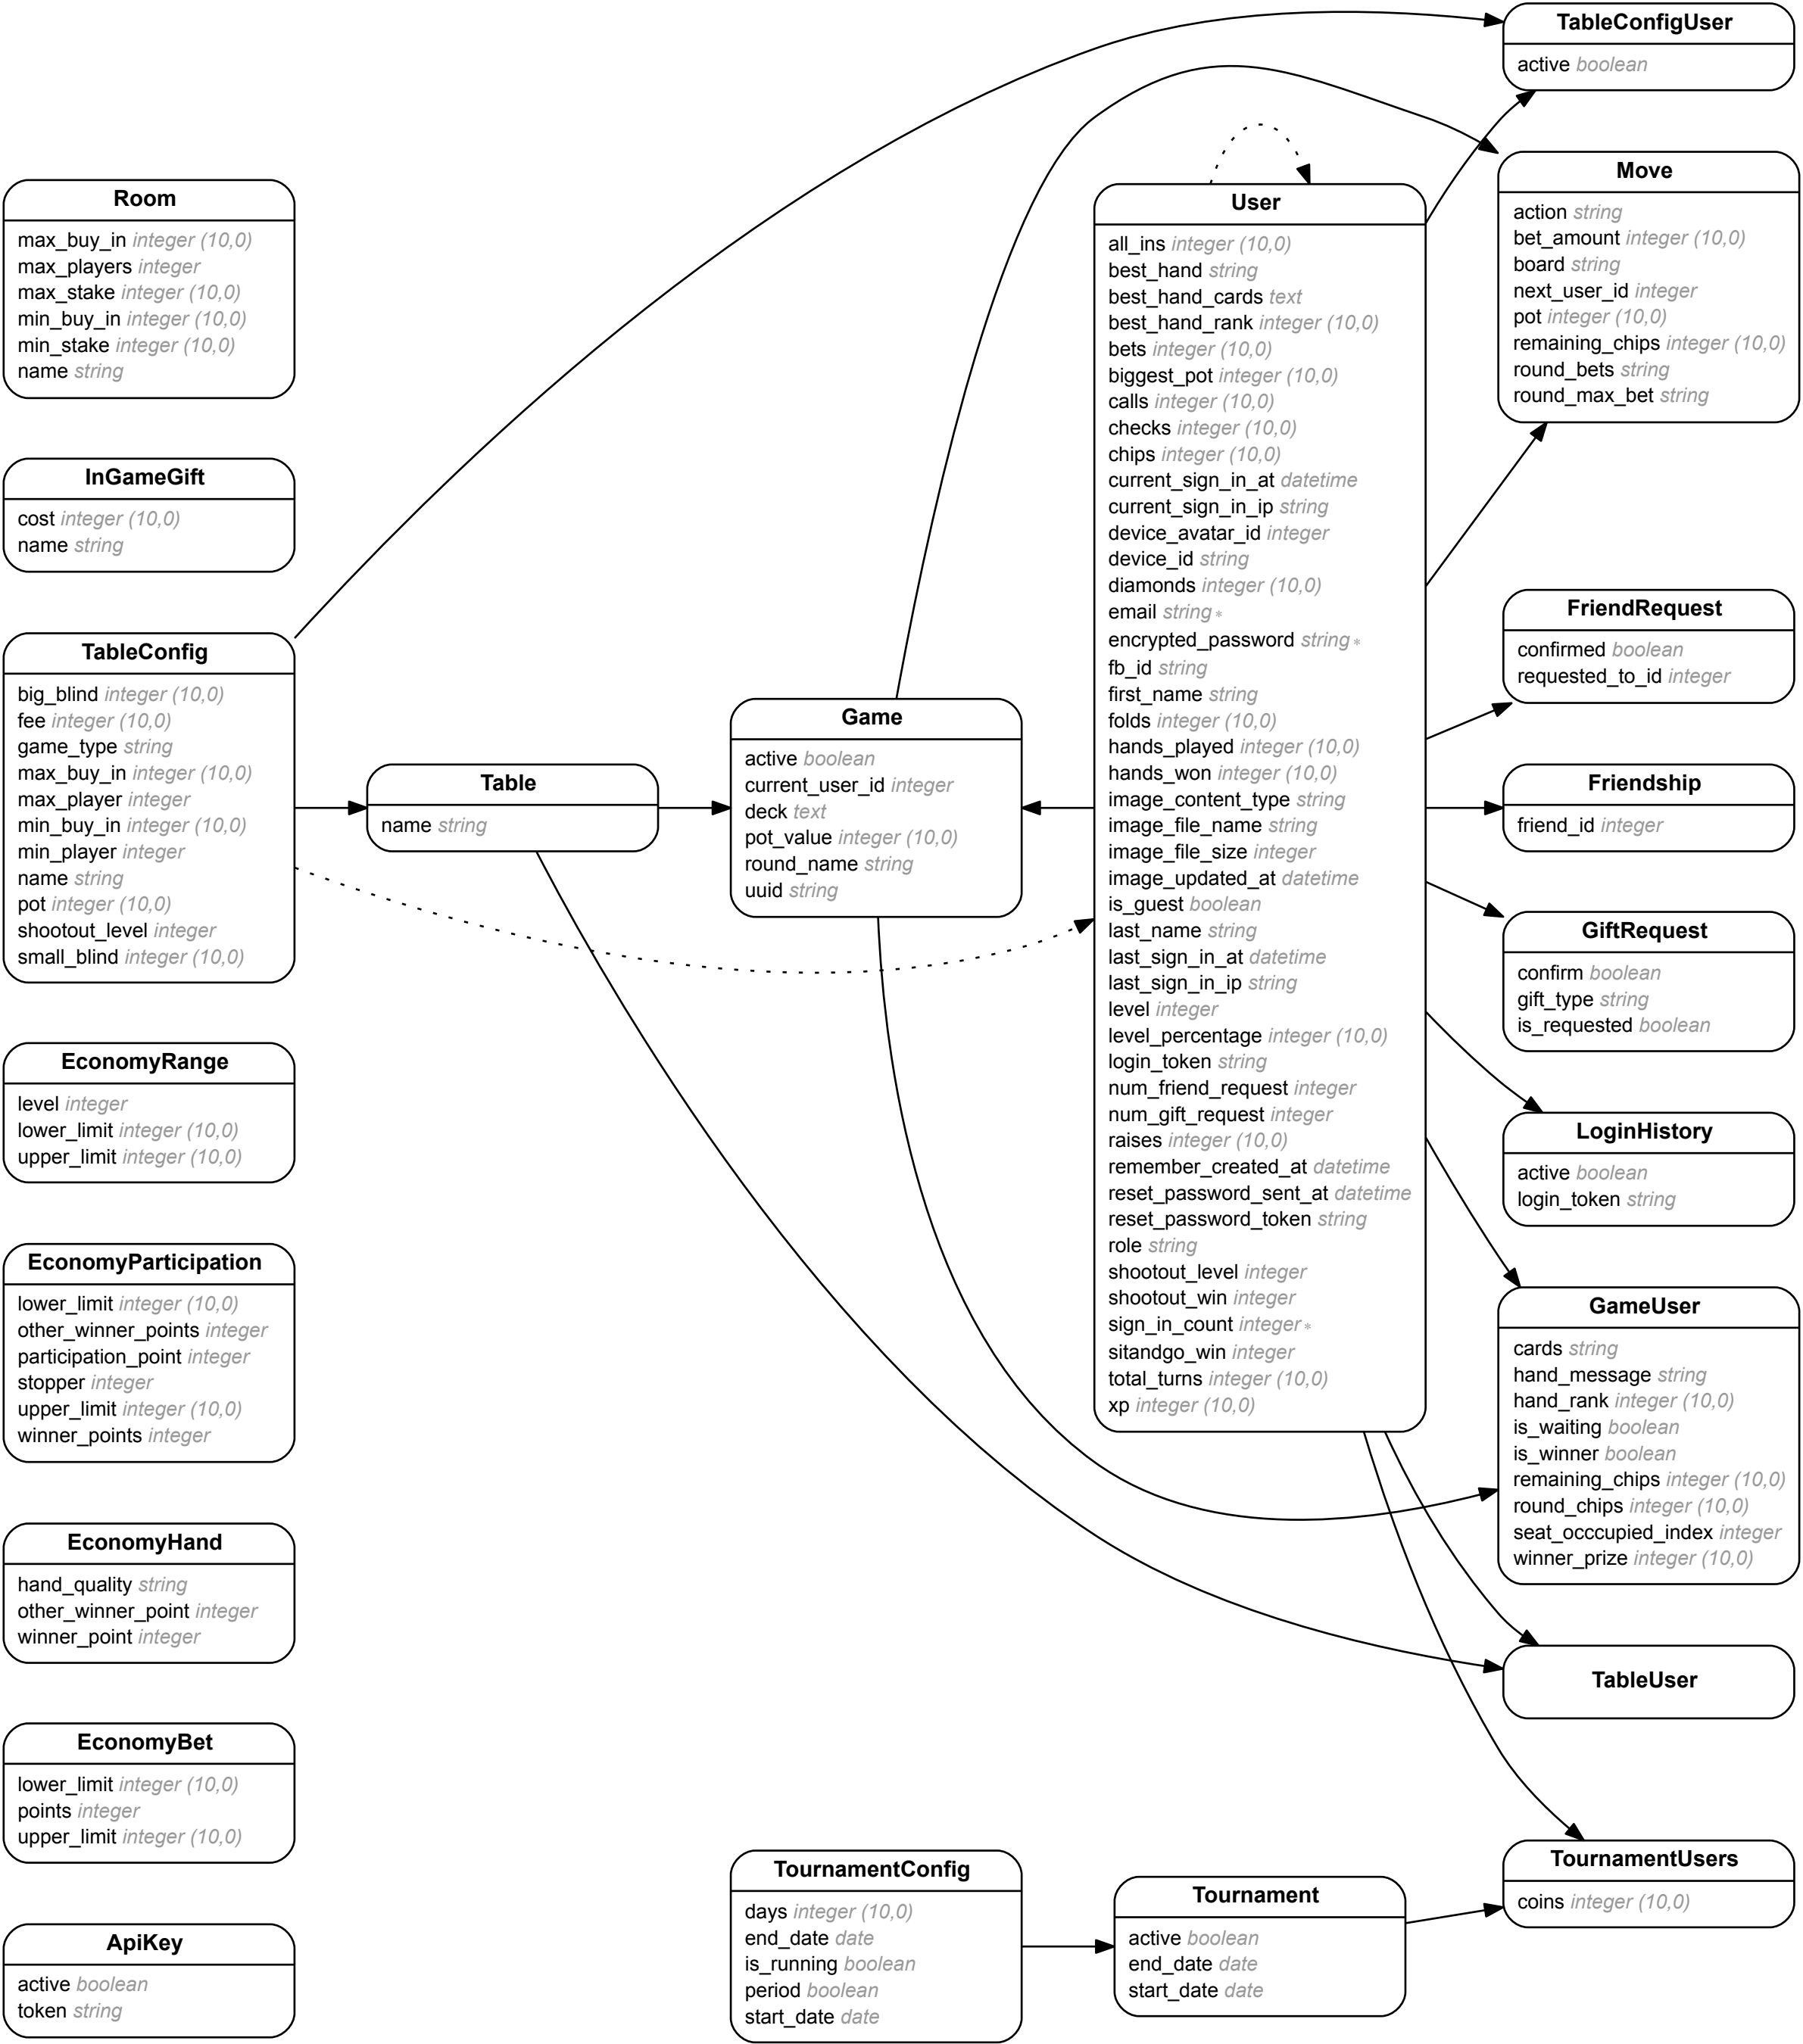 TableConfigUser
active boolean
Move
action string
bet_amount integer (10,0)
board string
next_user_id integer
pot integer (10,0)
remaining_chips integer (10,0)
round_bets string
round_max_bet string
Room
max_buy_in integer (10,0)
max_players integer
max_stake integer (10,0)
min_buy_in integer (10,0)
min_stake integer (10,0)
name string
User
all_ins integer (10,0)
best_hand string
best_hand_cards text
best_hand_rank integer (10,0)
bets integer (10,0)
biggest_pot integer (10,0)
calls integer (10,0)
checks integer (10,0)
chips integer (10,0)
current_sign_in_at datetime
current_sign_in_ip string
device_avatar_id integer
device_id string
diamonds integer (10,0)
email string *
encrypted_password string *
fb_id string
first_name string
folds integer (10,0)
hands_played integer (10,0)
hands_won integer (10,0)
image_content_type string
image_file_name string
image_file_size integer
image_updated_at datetime
is_guest boolean
last_name string
last_sign_in_at datetime
last_sign_in_ip string
level integer
level_percentage integer (10,0)
login_token string
num_friend_request integer
num_gift_request integer
raises integer (10,0)
remember_created_at datetime
reset_password_sent_at datetime
reset_password_token string
role string
shootout_level integer
shootout_win integer
sign_in_count integer *
sitandgo_win integer
total_turns integer (10,0)
xp integer (10,0)
InGameGift
cost integer (10,0)
name string
FriendRequest
confirmed boolean
requested_to_id integer
TableConfig
big_blind integer (10,0)
fee integer (10,0)
game_type string
max_buy_in integer (10,0)
max_player integer
min_buy_in integer (10,0)
min_player integer
name string
pot integer (10,0)
shootout_level integer
small_blind integer (10,0)
Table
name string
Game
active boolean
current_user_id integer
deck text
pot_value integer (10,0)
round_name string
uuid string
Friendship
friend_id integer
GiftRequest
confirm boolean
gift_type string
is_requested boolean
EconomyRange
level integer
lower_limit integer (10,0)
upper_limit integer (10,0)
LoginHistory
active boolean
login_token string
EconomyParticipation
lower_limit integer (10,0)
other_winner_points integer
participation_point integer
stopper integer
upper_limit integer (10,0)
winner_points integer
GameUser
cards string
hand_message string
hand_rank integer (10,0)
is_waiting boolean
is_winner boolean
remaining_chips integer (10,0)
round_chips integer (10,0)
seat_occcupied_index integer
winner_prize integer (10,0)
EconomyHand
hand_quality string
other_winner_point integer
winner_point integer
TableUser
EconomyBet
lower_limit integer (10,0)
points integer
upper_limit integer (10,0)
TournamentUsers
coins integer (10,0)
TournamentConfig
days integer (10,0)
end_date date
is_running boolean
period boolean
start_date date
Tournament
active boolean
end_date date
start_date date
ApiKey
active boolean
token string